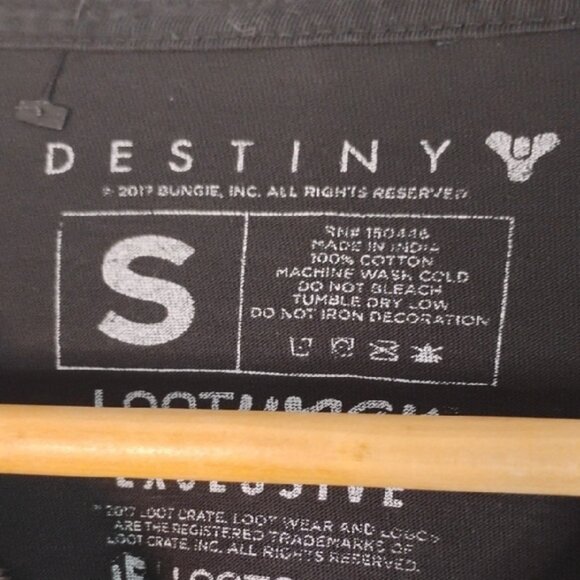 DESTINY
© 2017 BUNGIE, INC. ALL RIGHTS RESERVED.
S
RN# 150446
MADE IN INDIA
100% COTTON
MACHINE WASH COLD
DO NOT BLEACH
TUMBLE DRY LOW
DO NOT IRON DECORATION
LOOT
EXCLUSIVE
© 2017 LOOT CRATE. LOOT WEAR AND LOGOS
ARE THE REGISTERED TRADEMARKS OF
LOOT CRATE, INC. ALL RIGHTS RESERVED.